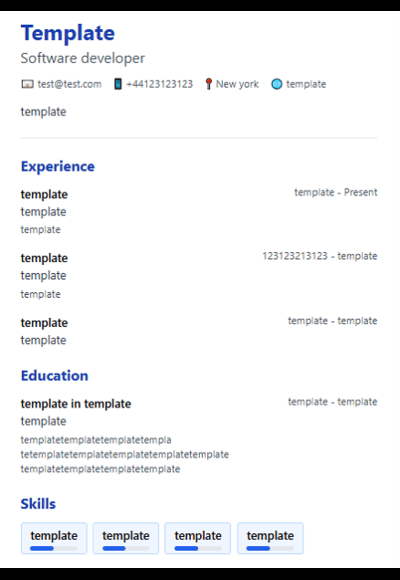 Template
Software developer
test@test.com +44123123123 New york template
template
Experience
template template - Present
template
template
template 123123213123 - template
template
template
template template - template
template
Education
template in template template - template
template
templatetemplatetemplatetempla
tetemplatetemplatetemplatetemplatetemplate
templatetemplatetemplatetemplate
Skills
template template template template